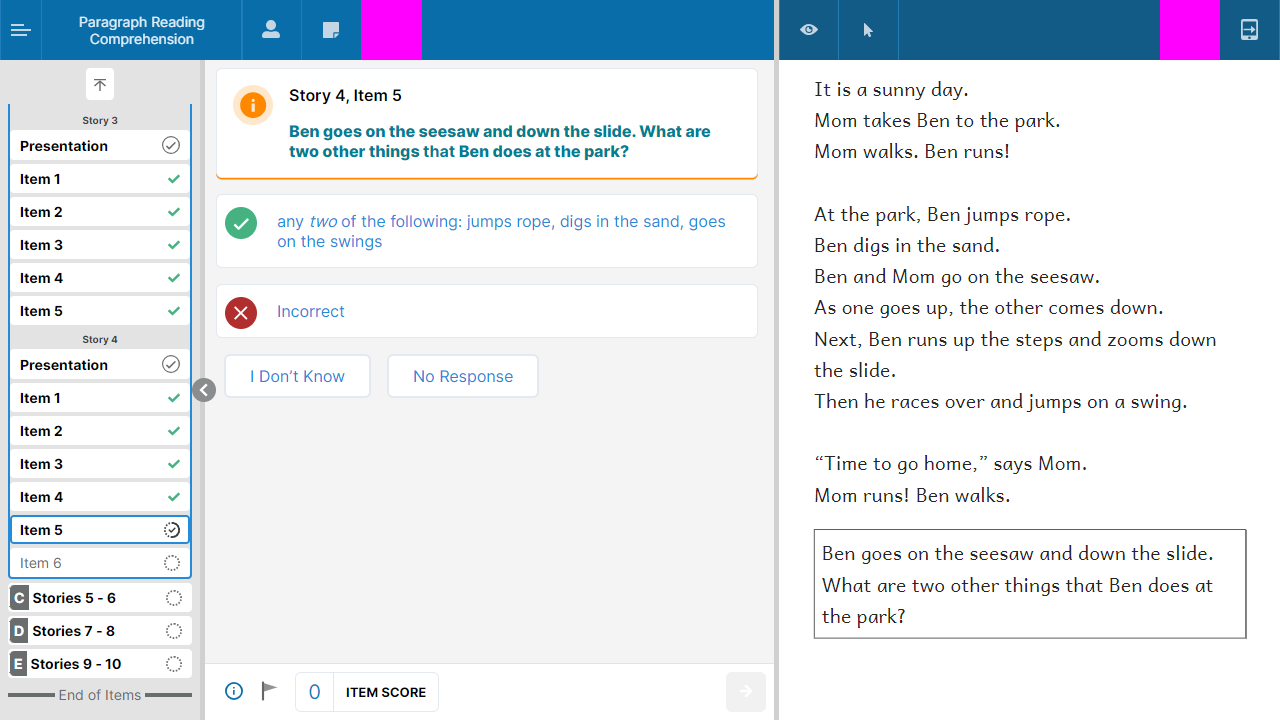 Paragraph Reading
Comprehension
Story 3
Presentation
Item 1
Item 2
Item 3
Item 4
Item 5
Story 4
Presentation
Item 1
Item 2
Item 3
Item 4
Item 5
Item 6
C Stories 5 - 6
D Stories 7 - 8
E Stories 9 - 10
End of Items
Story 4, Item 5
Ben goes on the seesaw and down the slide. What are
two other things that Ben does at the park?
any two of the following: jumps rope, digs in the sand, goes
on the swings
Incorrect
I Don’t Know
No Response
0 ITEM SCORE
It is a sunny day.
Mom takes Ben to the park.
Mom walks. Ben runs!
At the park, Ben jumps rope.
Ben digs in the sand.
Ben and Mom go on the seesaw.
As one goes up, the other comes down.
Next, Ben runs up the steps and zooms down
the slide.
Then he races over and jumps on a swing.
“Time to go home,” says Mom.
Mom runs! Ben walks.
Ben goes on the seesaw and down the slide.
What are two other things that Ben does at
the park?